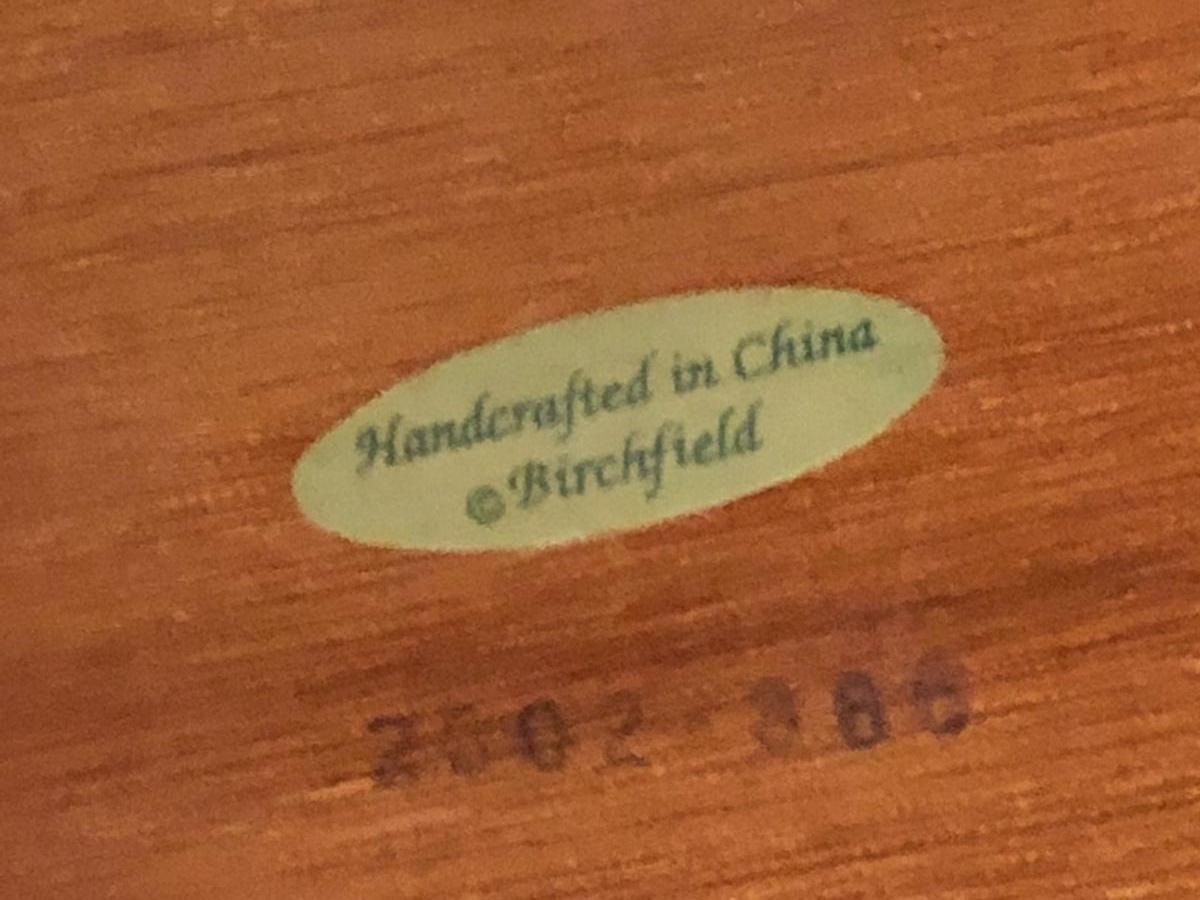 Handcrafted in China
©Birchfield